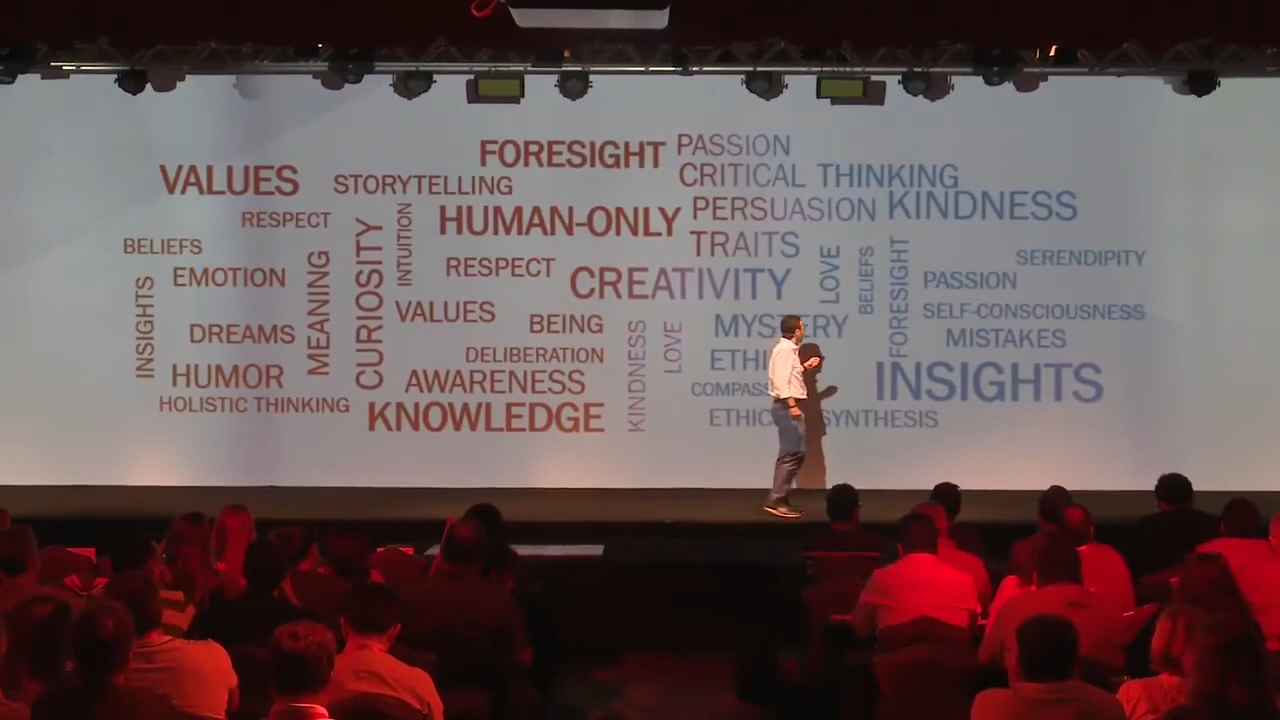 FORESIGHT
PASSION
VALUES
STORYTELLING
CRITICAL THINKING
RESPECT
HUMAN-ONLY
PERSUASION
KINDNESS
BELIEFS
INTUITION
TRAITS
SERENDIPITY
EMOTION
MEANING
CURIOSITY
RESPECT
CREATIVITY
LOVE
BELIEFS
FORESIGHT
PASSION
INSIGHTS
VALUES
SELF-CONSCIOUSNESS
DREAMS
BEING
KINDNESS
LOVE
MYSTERY
MISTAKES
DELIBERATION
HUMOR
AWARENESS
COMPASS
INSIGHTS
HOLISTIC THINKING
KNOWLEDGE
SYNTHESIS